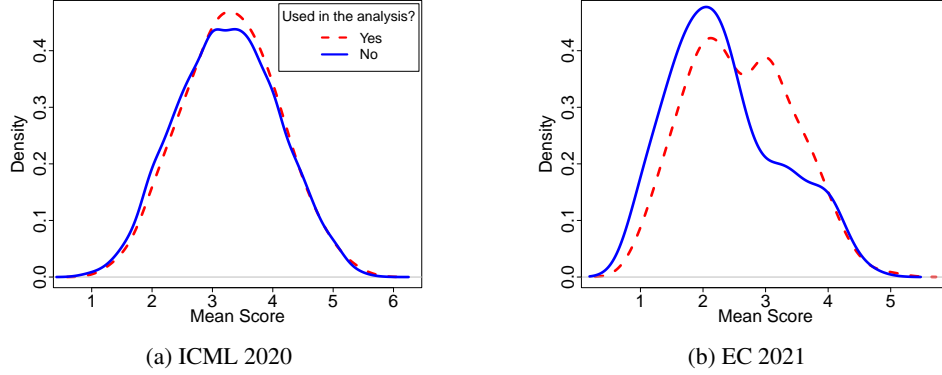 Used in the analysis?
Yes
No
Density
0.0
0.1
0.2
0.3
0.4
1 2 3 4 5 6
Mean Score
(a) ICML 2020
Density
0.0
0.1
0.2
0.3
0.4
1 2 3 4 5
Mean Score
(b) EC 2021